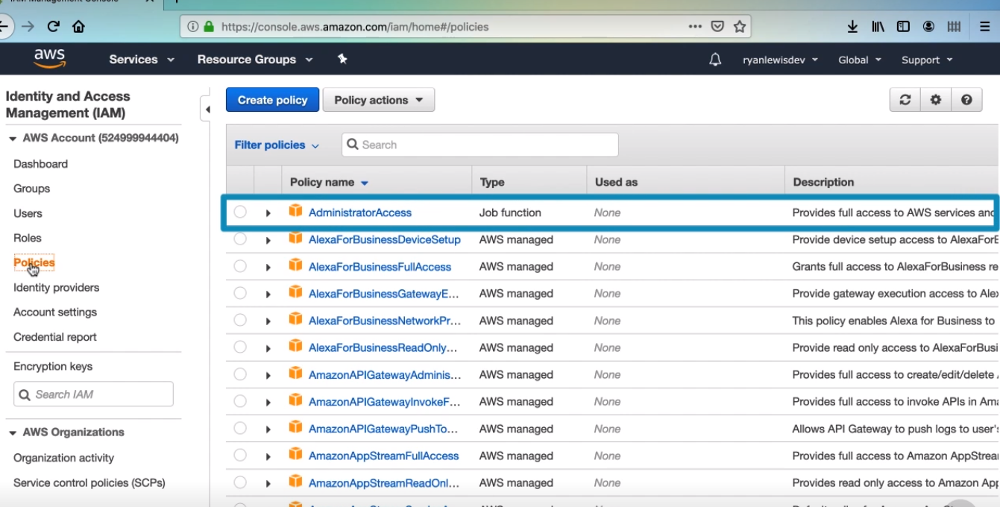 IAM Management Console
https://console.aws.amazon.com/iam/home#/policies
aws Services Resource Groups ryanlewisdev Global Support
Identity and Access
Management (IAM)
AWS Account (524999944404)
Dashboard
Groups
Users
Roles
Policies
Identity providers
Account settings
Credential report
Encryption keys
Search IAM
AWS Organizations
Organization activity
Service control policies (SCPs)
Create policy Policy actions
Filter policies Search
Policy name Type Used as Description
AdministratorAccess Job function None Provides full access to AWS services and
AlexaForBusinessDeviceSetup AWS managed None Provide device setup access to AlexaForB
AlexaForBusinessFullAccess AWS managed None Grants full access to AlexaForBusiness re
AlexaForBusinessGatewayE... AWS managed None Provide gateway execution access to Alex
AlexaForBusinessNetworkPr... AWS managed None This policy enables Alexa for Business to
AlexaForBusinessReadOnly... AWS managed None Provide read only access to AlexaForBusi
AmazonAPIGatewayAdminis... AWS managed None Provides full access to create/edit/delete
AmazonAPIGatewayInvokeF... AWS managed None Provides full access to invoke APIs in Ama
AmazonAPIGatewayPushTo... AWS managed None Allows API Gateway to push logs to user's
AmazonAppStreamFullAccess AWS managed None Provides full access to Amazon AppStrea
AmazonAppStreamReadOnl... AWS managed None Provides read only access to Amazon App